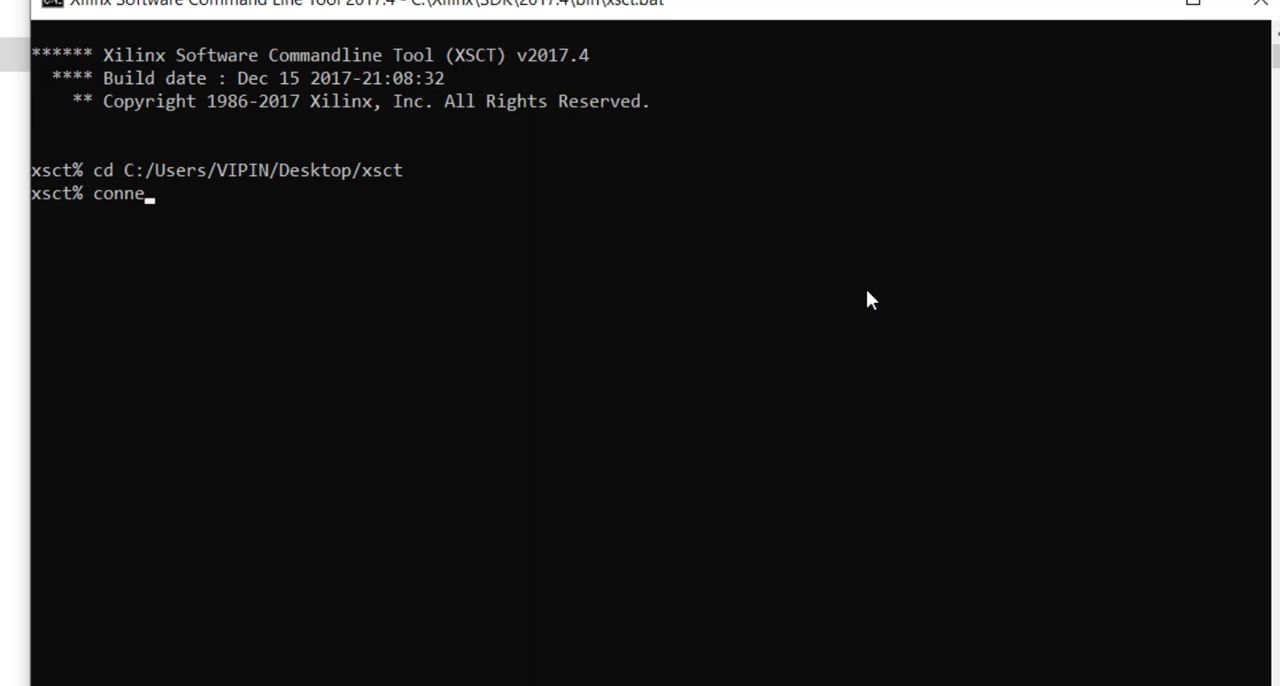 Xilinx Software Command Line Tool 2017.4 - C:\Xilinx\SDK\2017.4\bin\xsct.bat
****** Xilinx Software Commandline Tool (XSCT) v2017.4
**** Build date : Dec 15 2017-21:08:32
** Copyright 1986-2017 Xilinx, Inc. All Rights Reserved.
xsct% cd C:/Users/VIPIN/Desktop/xsct
xsct% conne